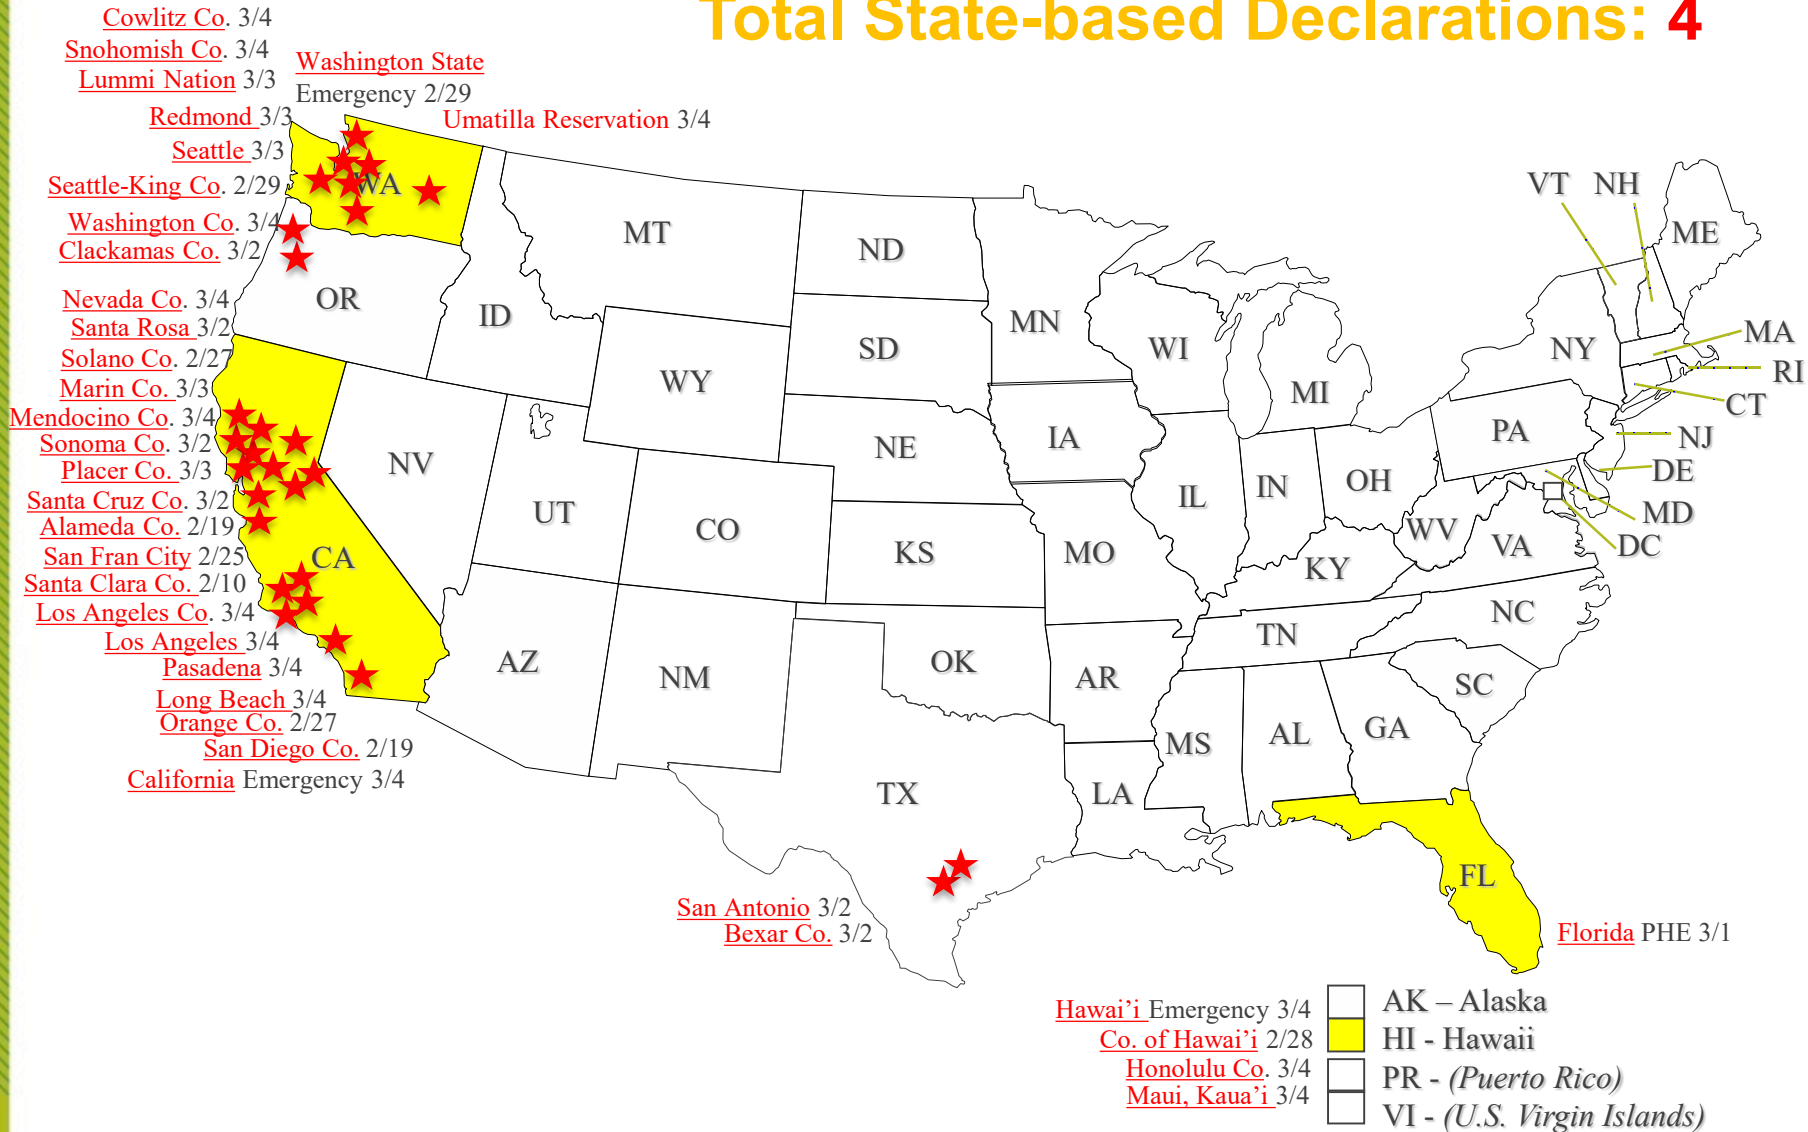 Total State-based Declarations: 4
Cowlitz Co. 3/4
Snohomish Co. 3/4
Lummi Nation 3/3
Washington State
Emergency 2/29
Redmond 3/3
Umatilla Reservation 3/4
Seattle 3/3
Seattle-King Co. 2/29
Washington Co. 3/4
Clackamas Co. 3/2
Nevada Co. 3/4
Santa Rosa 3/2
Solano Co. 2/27
Marin Co. 3/3
Mendocino Co. 3/4
Sonoma Co. 3/2
Placer Co. 3/3
Santa Cruz Co. 3/2
Alameda Co. 2/19
San Fran City 2/25
Santa Clara Co. 2/10
Los Angeles Co. 3/4
Los Angeles 3/4
Pasadena 3/4
Long Beach 3/4
Orange Co. 2/27
San Diego Co. 2/19
California Emergency 3/4
WA
OR
CA
ID
NV
MT
WY
UT
AZ
CO
NM
ND
SD
NE
KS
OK
TX
MN
IA
MO
AR
LA
WI
IL
MI
IN
OH
KY
TN
MS
AL
GA
FL
SC
NC
VA
WV
PA
NY
VT
NH
ME
MA
RI
CT
NJ
DE
MD
DC
San Antonio 3/2
Bexar Co. 3/2
Florida PHE 3/1
Hawai’i Emergency 3/4
Co. of Hawai’i 2/28
Honolulu Co. 3/4
Maui, Kaua’i 3/4
AK – Alaska
HI - Hawaii
PR - (Puerto Rico)
VI - (U.S. Virgin Islands)